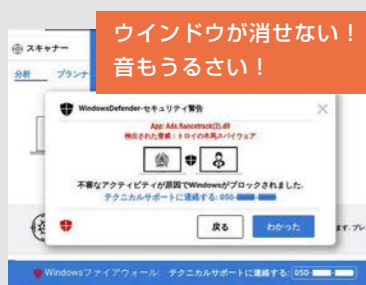 ウインドウが消せない!
音もうるさい!
スキャナー
分析 プランナ
WindowsDefender-セキュリティ警告
App: Ads.fiancetrack(2).dll
検出された脅威:トロイの木馬スパイウェア
不審なアクティビティが原因でWindowsがブロックされました.
テクニカルサポートに連絡する: 050-
戻る わかった
ます. プレ
Windowsファイアウォール: テクニカルサポートに連絡する: 050-